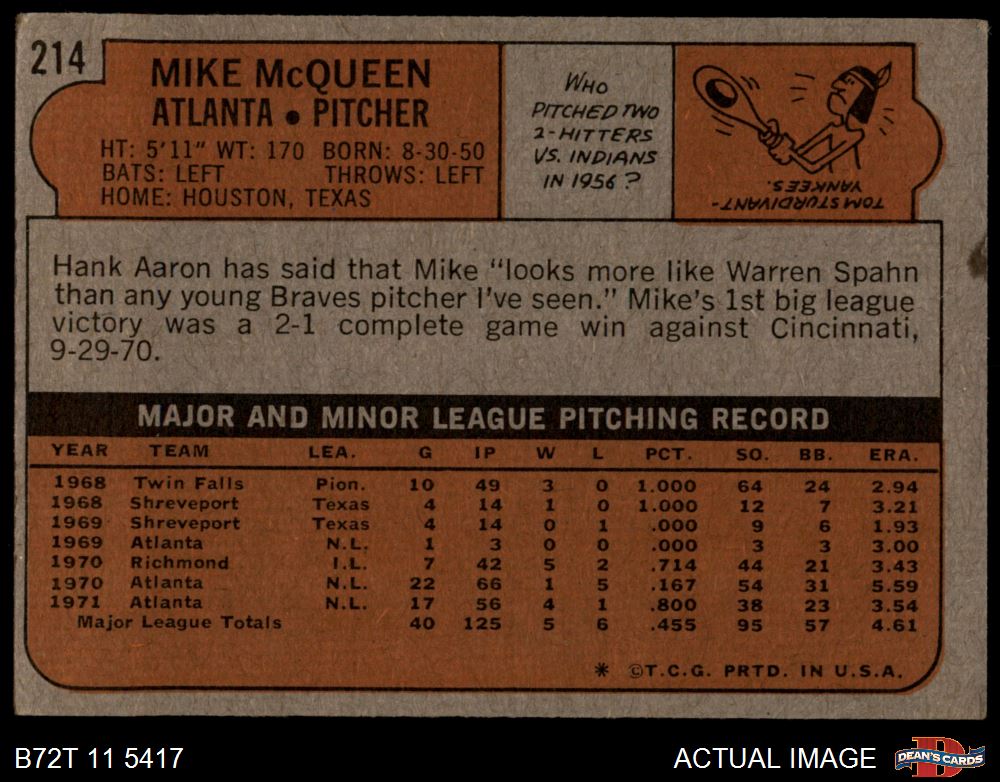 214
MIKE McQUEEN
ATLANTA • PITCHER
HT: 5'11" WT: 170 BORN: 8-30-50
BATS: LEFT THROWS: LEFT
HOME: HOUSTON, TEXAS
WHO
PITCHED TWO
2-HITTERS
VS. INDIANS
IN 1956?
TOM STURDIVANT-
YANKEES.
Hank Aaron has said that Mike "looks more like Warren Spahn
than any young Braves pitcher I've seen." Mike's 1st big league
victory was a 2-1 complete game win against Cincinnati,
9-29-70.
MAJOR AND MINOR LEAGUE PITCHING RECORD
YEAR TEAM LEA. G IP W L PCT. SO. BB. ERA.
1968 Twin Falls Pion. 10 49 3 0 1.000 64 24 2.94
1968 Shreveport Texas 4 14 1 0 1.000 12 7 3.21
1969 Shreveport Texas 4 14 0 1 .000 9 6 1.93
1969 Atlanta N.L. 1 3 0 0 .000 3 3 3.00
1970 Richmond I.L. 7 42 5 2 .714 44 21 3.43
1970 Atlanta N.L. 22 66 1 5 .167 54 31 5.59
1971 Atlanta N.L. 17 56 4 1 .800 38 23 3.54
Major League Totals 40 125 5 6 .455 95 57 4.61
* ©T.C.G. PRTD. IN U.S.A.
B72T 11 5417
ACTUAL IMAGE
D
DEAN'S CARDS